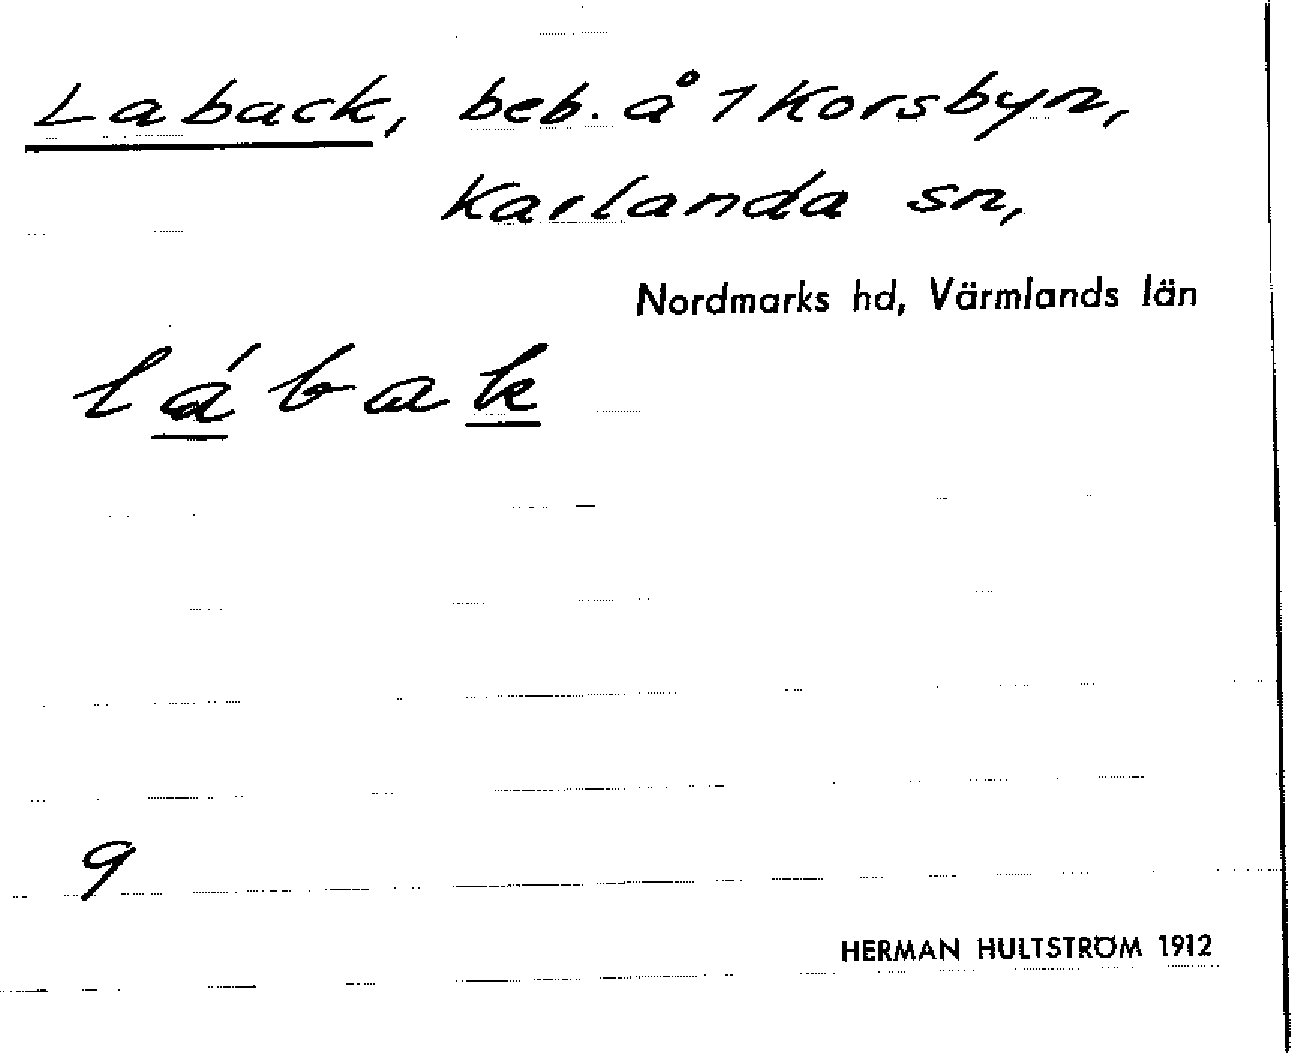 Laback, beb. å 1 Korsbyn,
Karlanda sn,
Nordmarks hd, Värmlands län
lábak
9
HERMAN HULTSTRÖM 1912